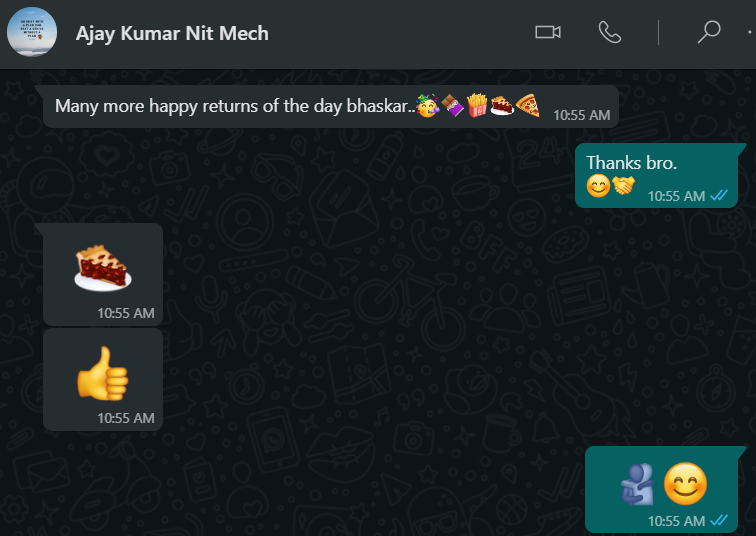 Ajay Kumar Nit Mech
Many more happy returns of the day bhaskar..🥳🍫🍟🍰🍕
10:55 AM
Thanks bro.
😊🤝 10:55 AM
🥧
10:55 AM
👍
10:55 AM
🫂😊
10:55 AM